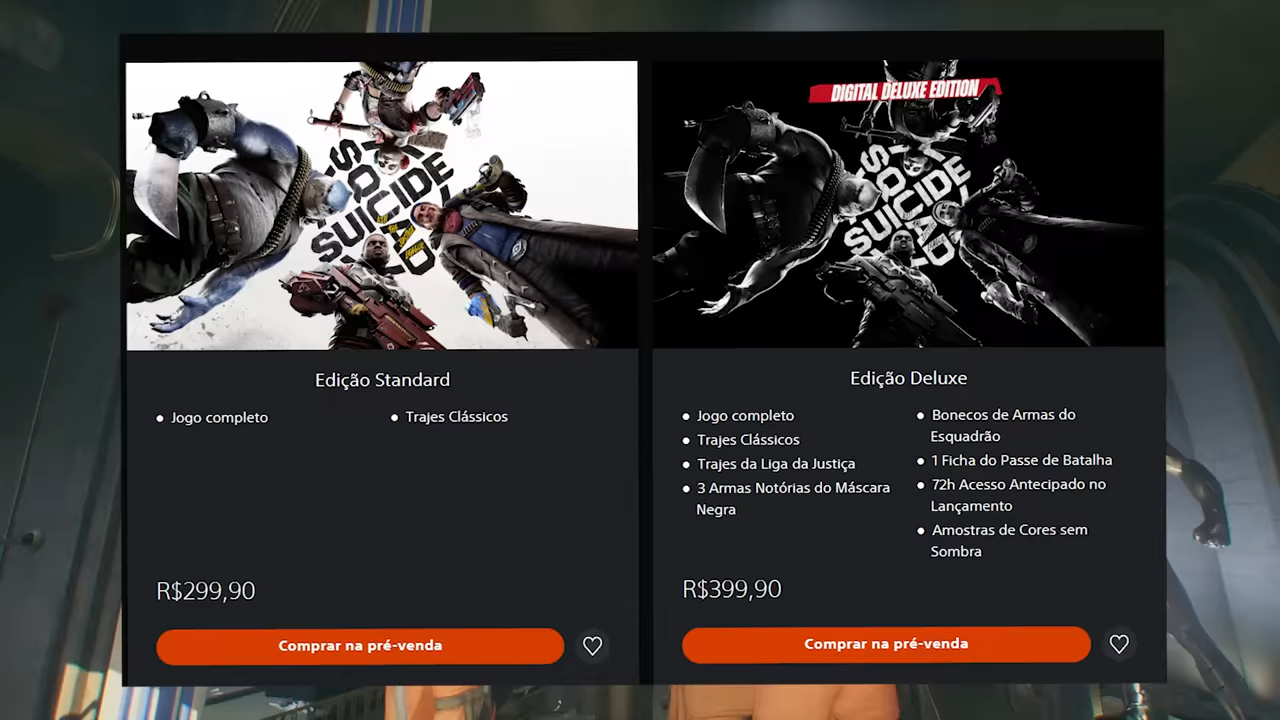 SUICIDE
SQUAD
Edição Standard
Jogo completo
Trajes Clássicos
R$299,90
Comprar na pré-venda
DIGITAL DELUXE EDITION
SUICIDE
SQUAD
Edição Deluxe
Jogo completo
Trajes Clássicos
Trajes da Liga da Justiça
3 Armas Notórias do Máscara
Negra
Bonecos de Armas do
Esquadrão
1 Ficha do Passe de Batalha
72h Acesso Antecipado no
Lançamento
Amostras de Cores sem
Sombra
R$399,90
Comprar na pré-venda